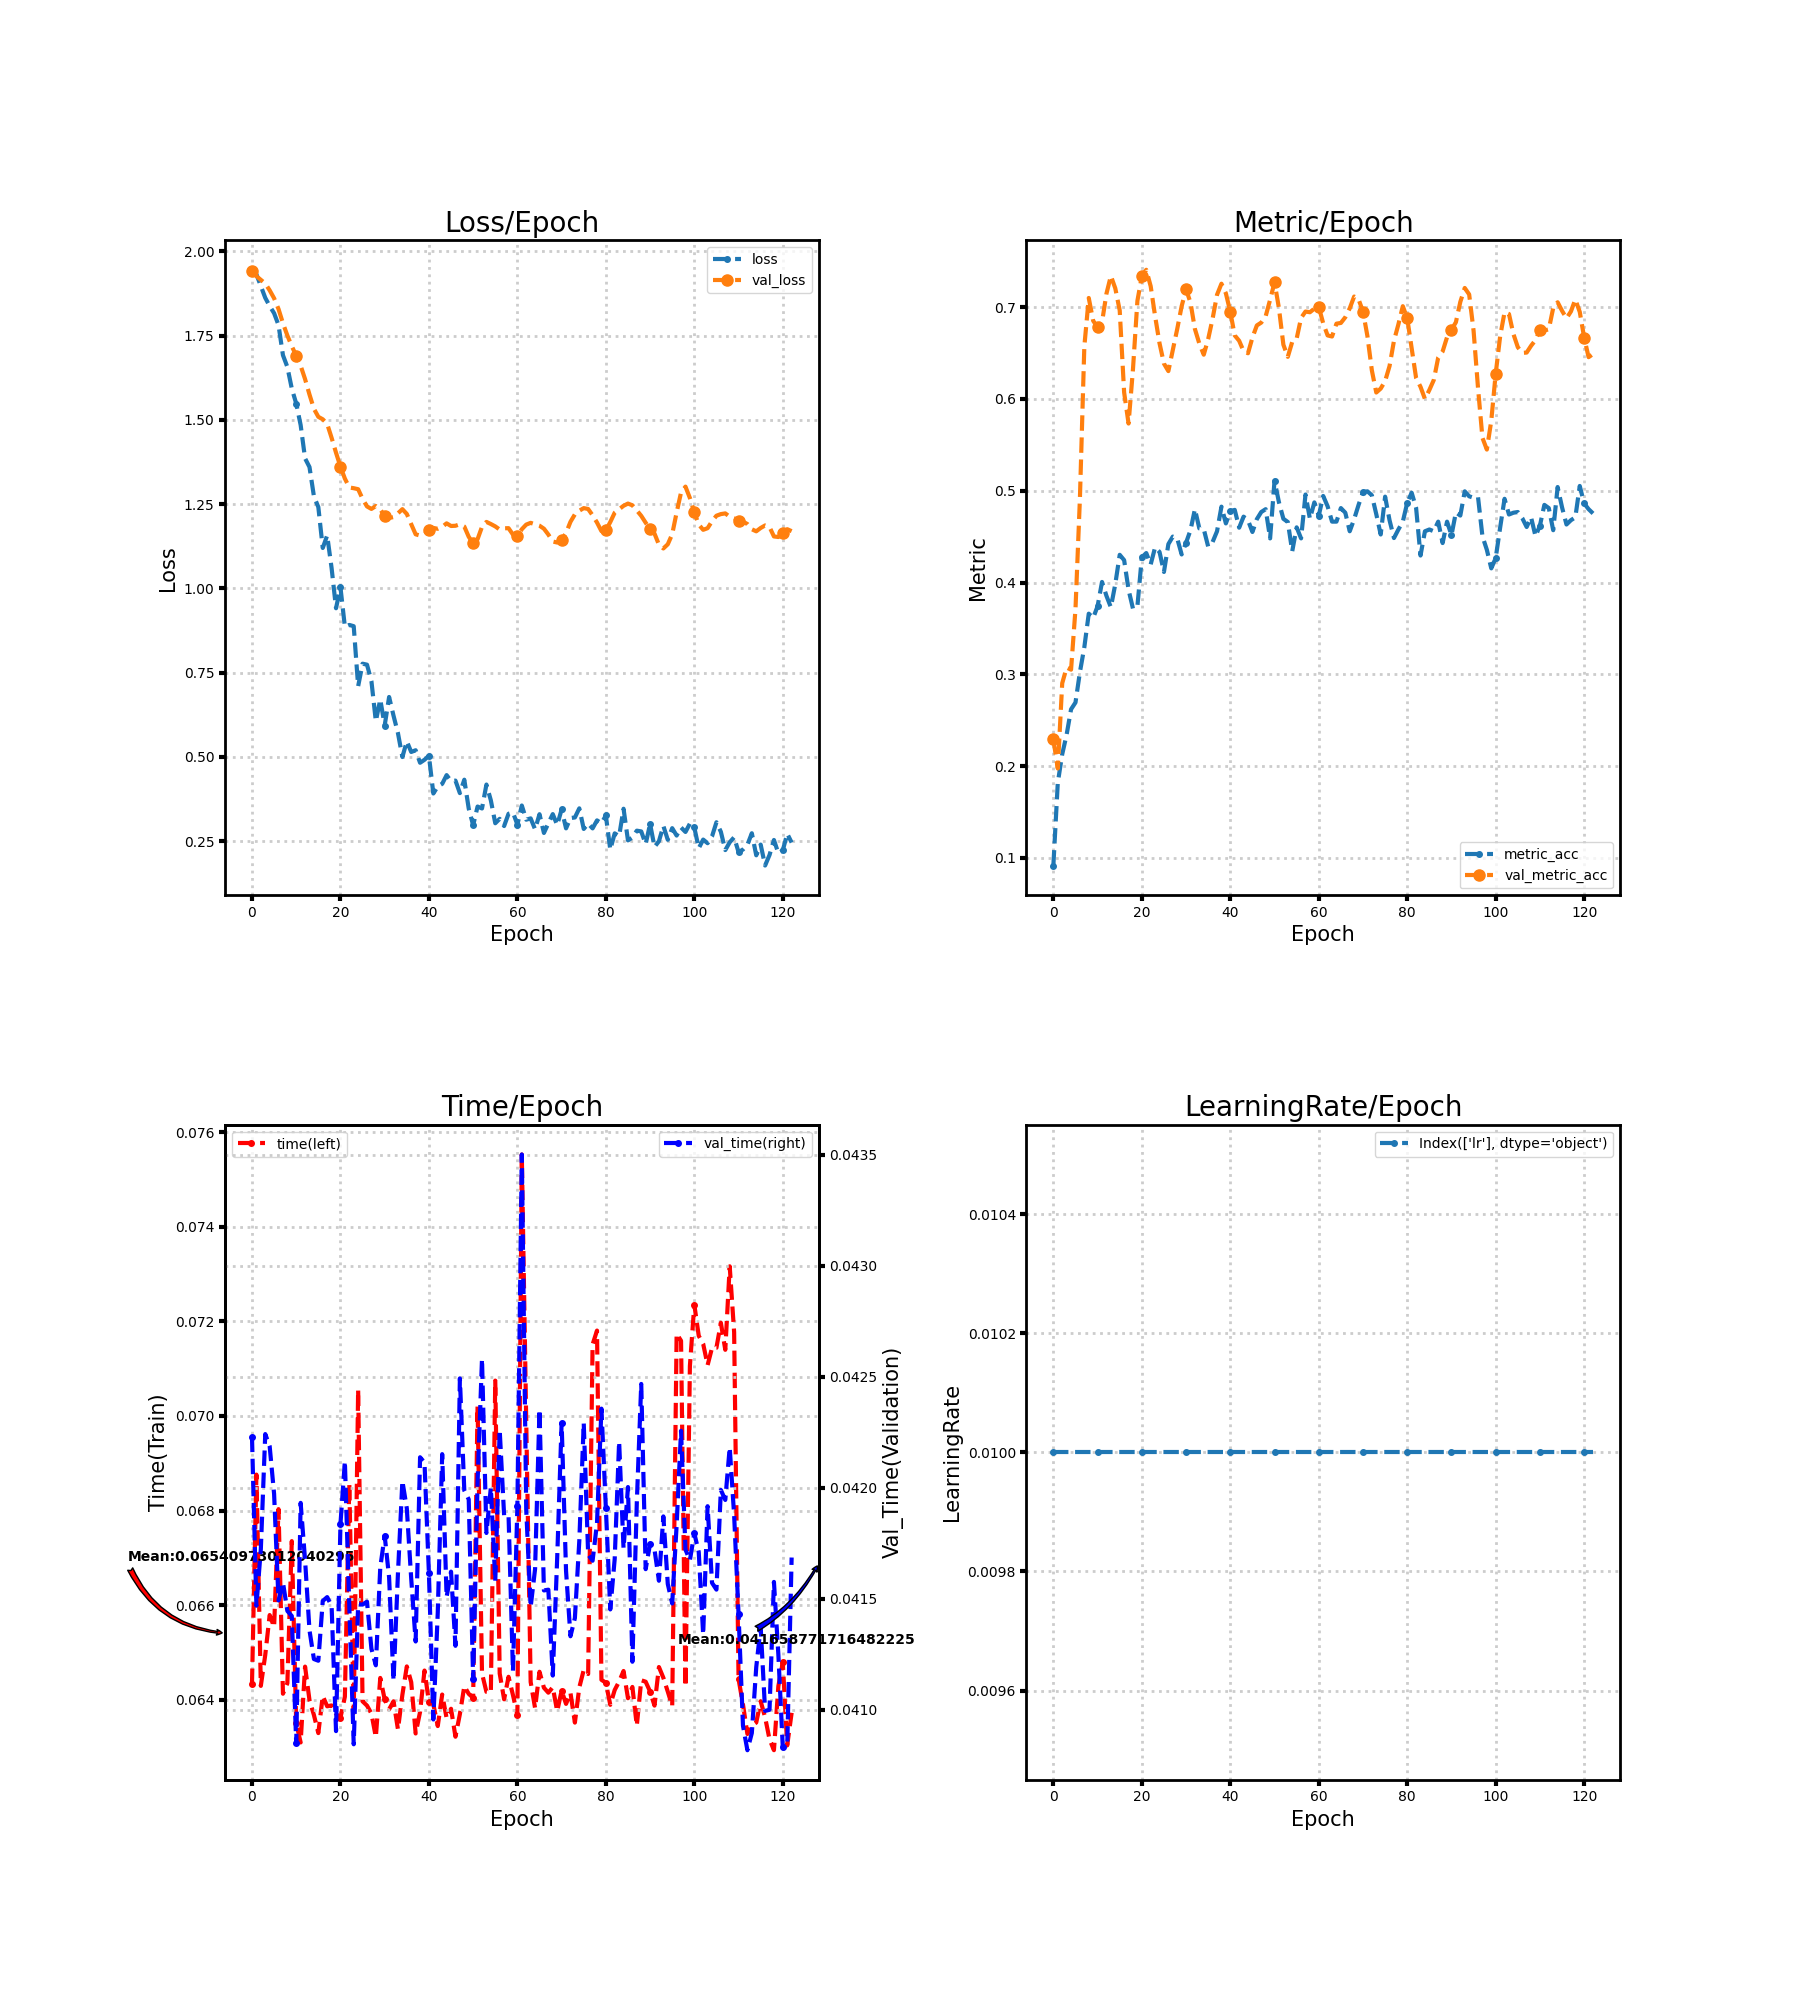 Loss/Epoch
2.00
1.75
1.50
1.25
1.00
0.75
0.50
0.25
Loss
loss
val_loss
0 20 40 60 80 100 120
Epoch
Metric/Epoch
0.7
0.6
0.5
0.4
0.3
0.2
0.1
Metric
metric_acc
val_metric_acc
0 20 40 60 80 100 120
Epoch
Time/Epoch
0.076
0.074
0.072
0.070
0.068
0.066
0.064
Time(Train)
time(left)
val_time(right)
0.0435
0.0430
0.0425
0.0420
0.0415
0.0410
Val_Time(Validation)
Mean:0.06540973012040295
Mean:0.041658771716482225
0 20 40 60 80 100 120
Epoch
LearningRate/Epoch
Index(['lr'], dtype='object')
0.0104
0.0102
0.0100
0.0098
0.0096
LearningRate
0 20 40 60 80 100 120
Epoch